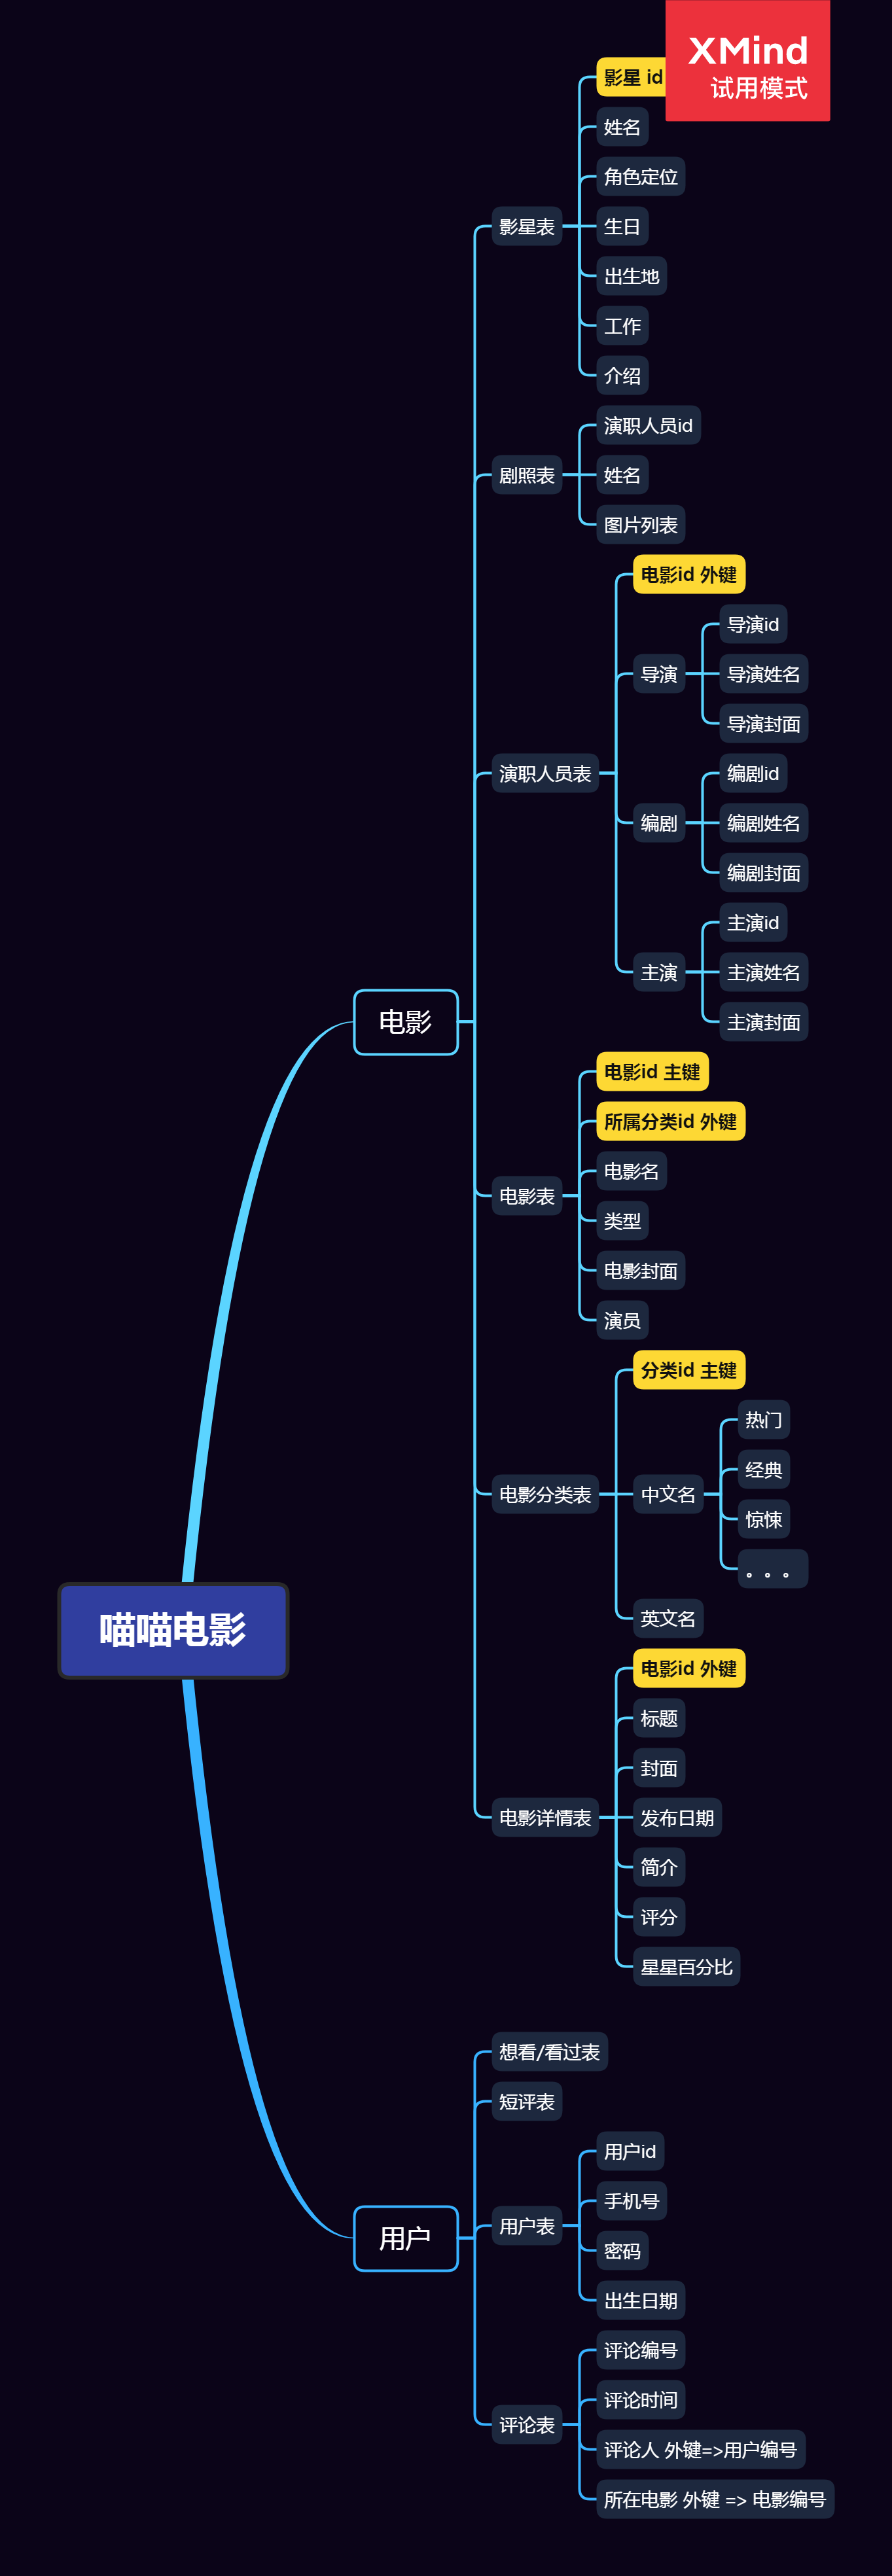 XMind
试用模式
影星 id
姓名
角色定位
影星表
生日
出生地
工作
介绍
演职人员id
剧照表
姓名
图片列表
电影id 外键
导演id
导演
导演姓名
导演封面
演职人员表
编剧id
编剧
编剧姓名
编剧封面
主演id
主演
主演姓名
主演封面
电影
电影id 主键
所属分类id 外键
电影名
电影表
类型
电影封面
演员
分类id 主键
热门
经典
电影分类表
中文名
惊悚
。。。
英文名
喵喵电影
电影id 外键
标题
封面
电影详情表
发布日期
简介
评分
星星百分比
想看/看过表
短评表
用户id
手机号
用户表
用户
密码
出生日期
评论编号
评论时间
评论表
评论人 外键=>用户编号
所在电影 外键 => 电影编号